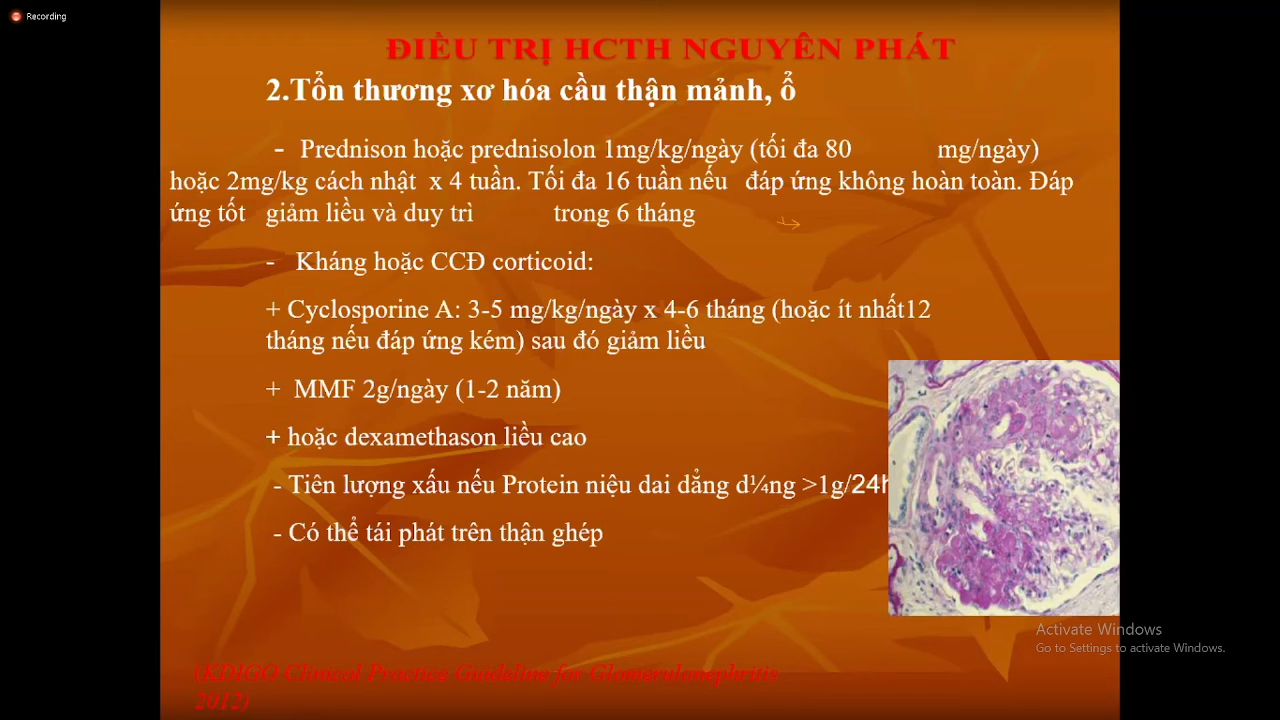 Recording
ĐIỀU TRỊ HCTH NGUYÊN PHÁT
2.Tổn thương xơ hóa cầu thận mảnh, ổ
- Prednison hoặc prednisolon 1mg/kg/ngày (tối đa 80 mg/ngày)
hoặc 2mg/kg cách nhật x 4 tuần. Tối đa 16 tuần nếu đáp ứng không hoàn toàn. Đáp
ứng tốt giảm liều và duy trì trong 6 tháng
- Kháng hoặc CCĐ corticoid:
+ Cyclosporine A: 3-5 mg/kg/ngày x 4-6 tháng (hoặc ít nhất12
tháng nếu đáp ứng kém) sau đó giảm liều
+ MMF 2g/ngày (1-2 năm)
+ hoặc dexamethason liều cao
- Tiên lượng xấu nếu Protein niệu dai dẳng d¼ng >1g/24h
- Có thể tái phát trên thận ghép
Activate Windows
Go to Settings to activate Windows.
(KDIGO Clinical Practice Guideline for Glomerulonephritis
2012)